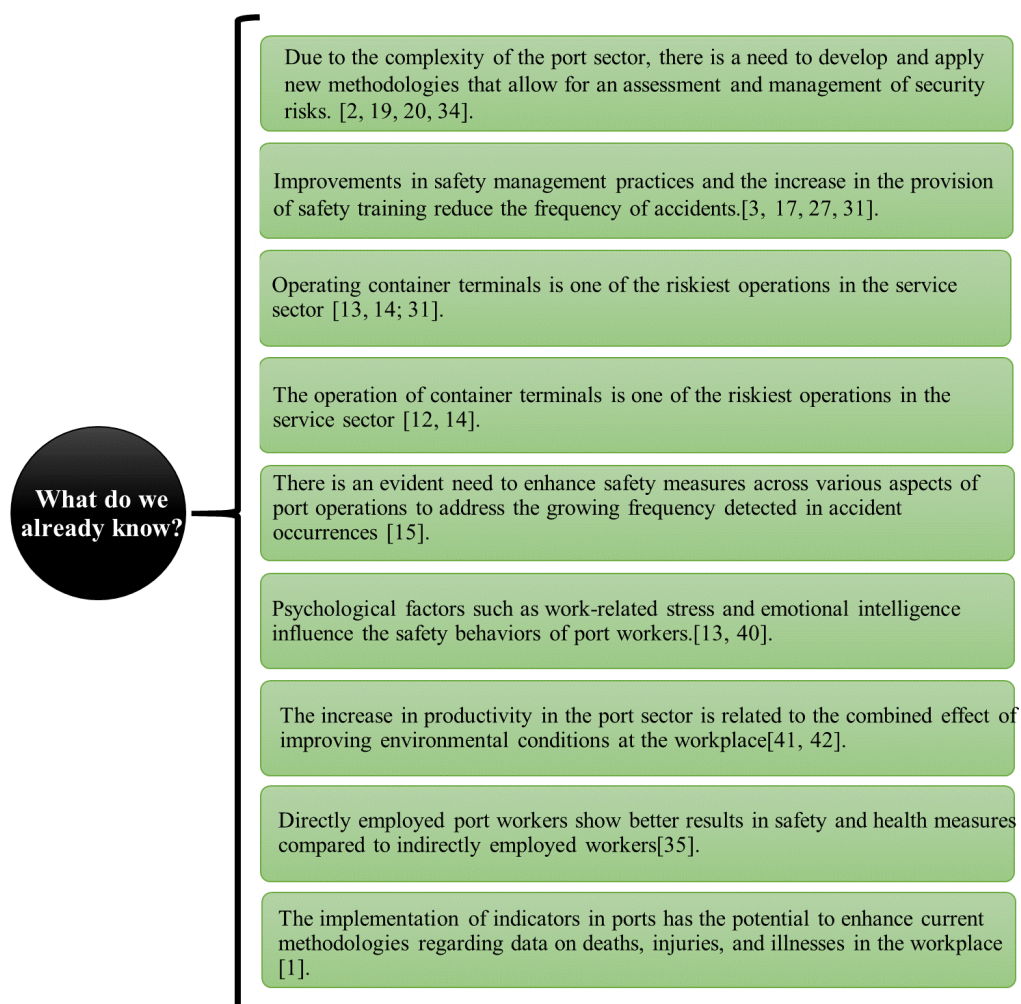 What do we
already know?
Due to the complexity of the port sector, there is a need to develop and apply
new methodologies that allow for an assessment and management of security
risks. [2, 19, 20, 34].
Improvements in safety management practices and the increase in the provision
of safety training reduce the frequency of accidents.[3, 17, 27, 31].
Operating container terminals is one of the riskiest operations in the service
sector [13, 14; 31].
The operation of container terminals is one of the riskiest operations in the
service sector [12, 14].
There is an evident need to enhance safety measures across various aspects of
port operations to address the growing frequency detected in accident
occurrences [15].
Psychological factors such as work-related stress and emotional intelligence
influence the safety behaviors of port workers.[13, 40].
The increase in productivity in the port sector is related to the combined effect of
improving environmental conditions at the workplace[41, 42].
Directly employed port workers show better results in safety and health measures
compared to indirectly employed workers[35].
The implementation of indicators in ports has the potential to enhance current
methodologies regarding data on deaths, injuries, and illnesses in the workplace
[1].